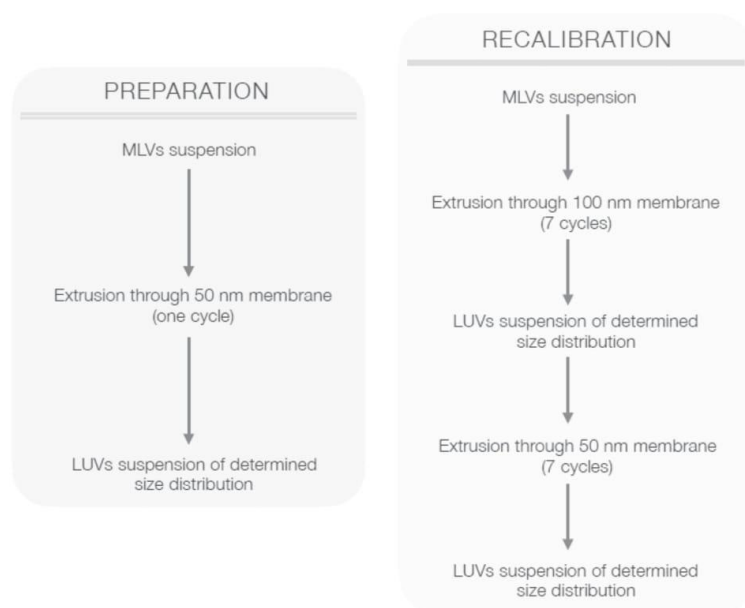 PREPARATION
MLVs suspension
Extrusion through 50 nm membrane
(one cycle)
LUVs suspension of determined
size distribution
RECALIBRATION
MLVs suspension
Extrusion through 100 nm membrane
(7 cycles)
LUVs suspension of determined
size distribution
Extrusion through 50 nm membrane
(7 cycles)
LUVs suspension of determined
size distribution